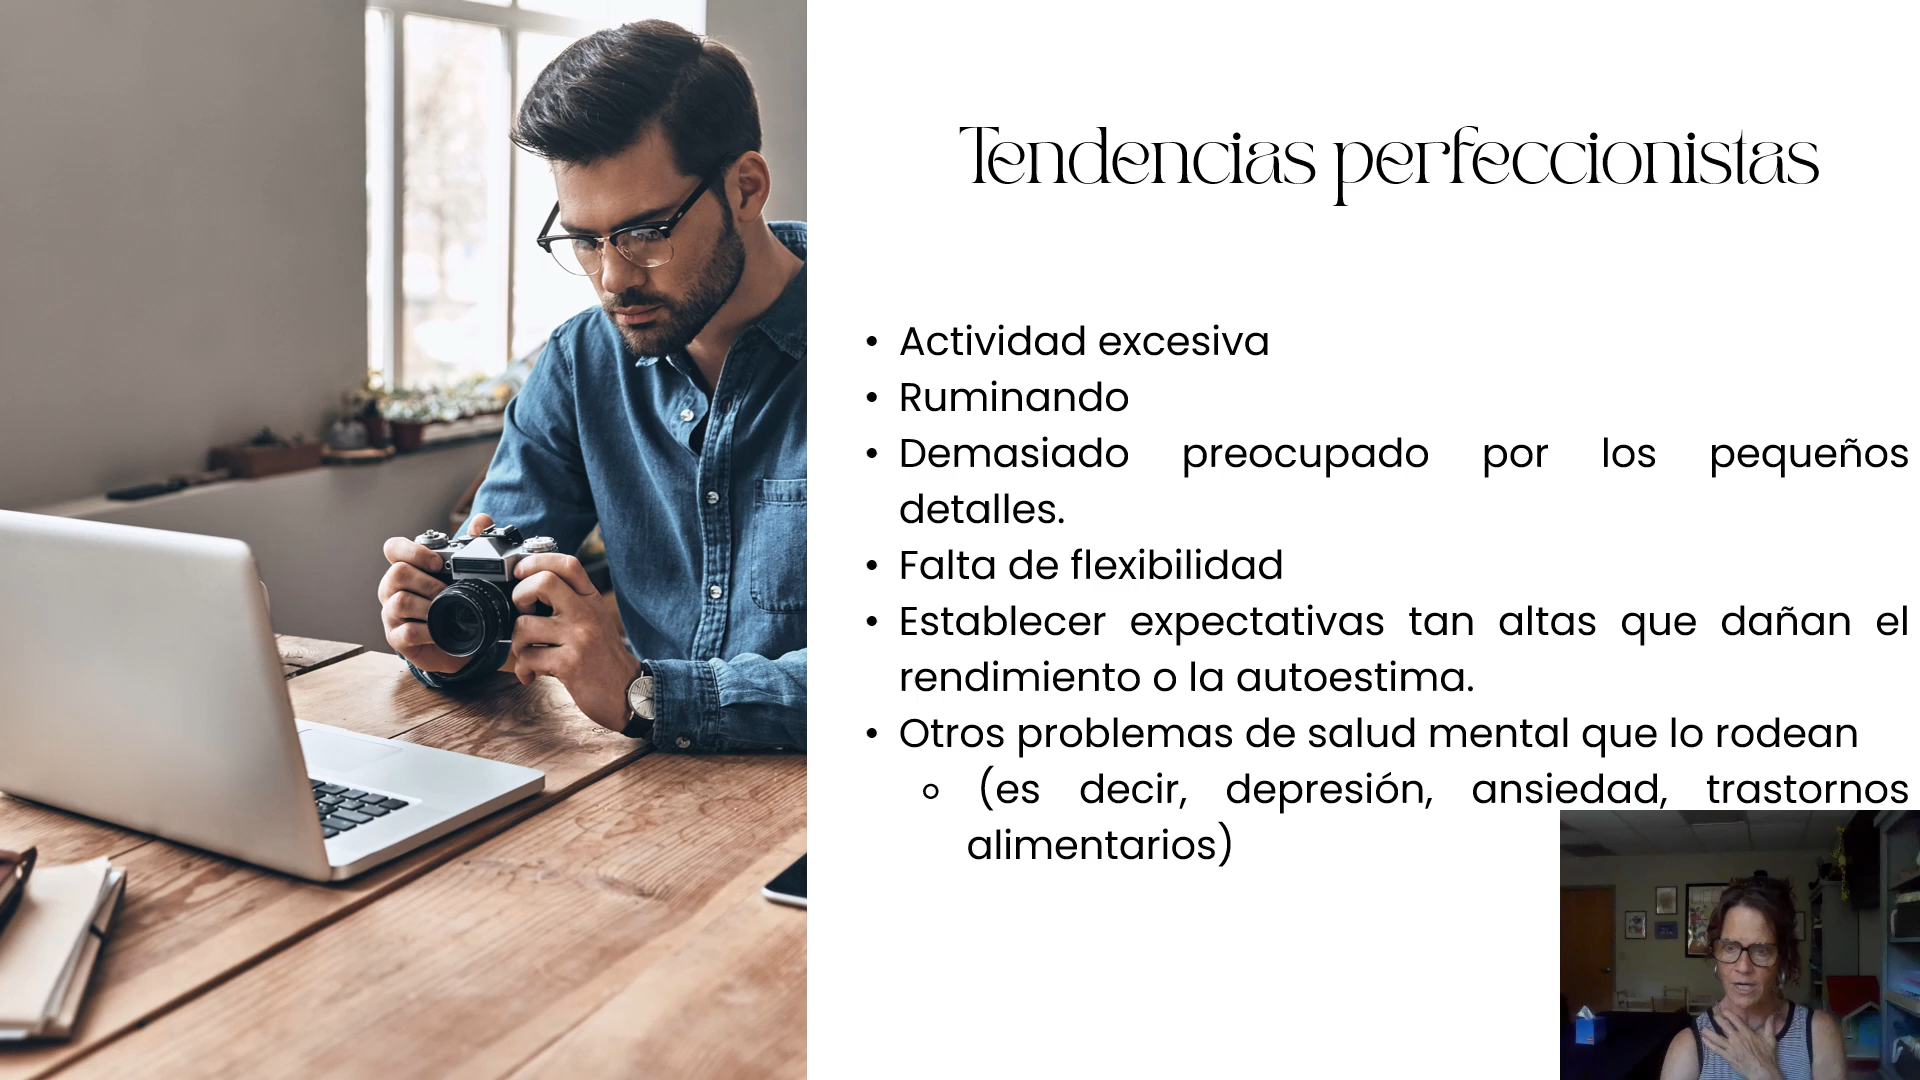 Tendencias perfeccionistas
• Actividad excesiva
• Ruminando
• Demasiado preocupado por los pequeños
detalles.
• Falta de flexibilidad
• Establecer expectativas tan altas que dañan el
rendimiento o la autoestima.
• Otros problemas de salud mental que lo rodean
○ (es decir, depresión, ansiedad, trastornos
alimentarios)